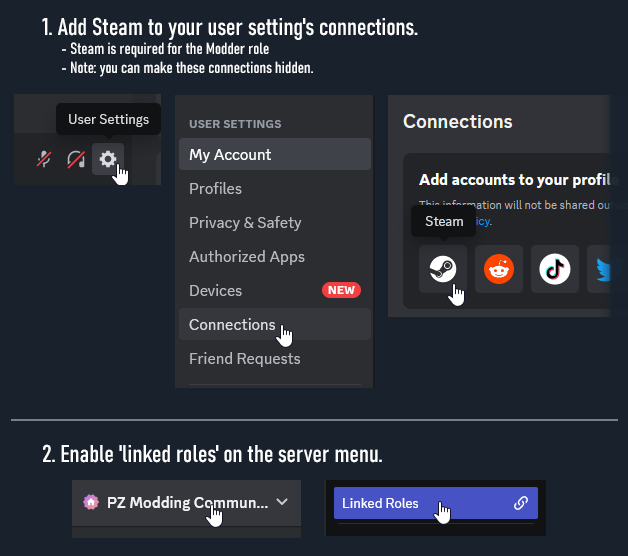 1. Add Steam to your user setting's connections.
- Steam is required for the Modder role
- Note: you can make these connections hidden.
User Settings
USER SETTINGS
My Account
Profiles
Privacy & Safety
Authorized Apps
Devices NEW
Connections
Friend Requests
Connections
Add accounts to your profil
This information will not be shared ou
Steam
icy.
2. Enable 'linked roles' on the server menu.
PZ Modding Commun...
Linked Roles